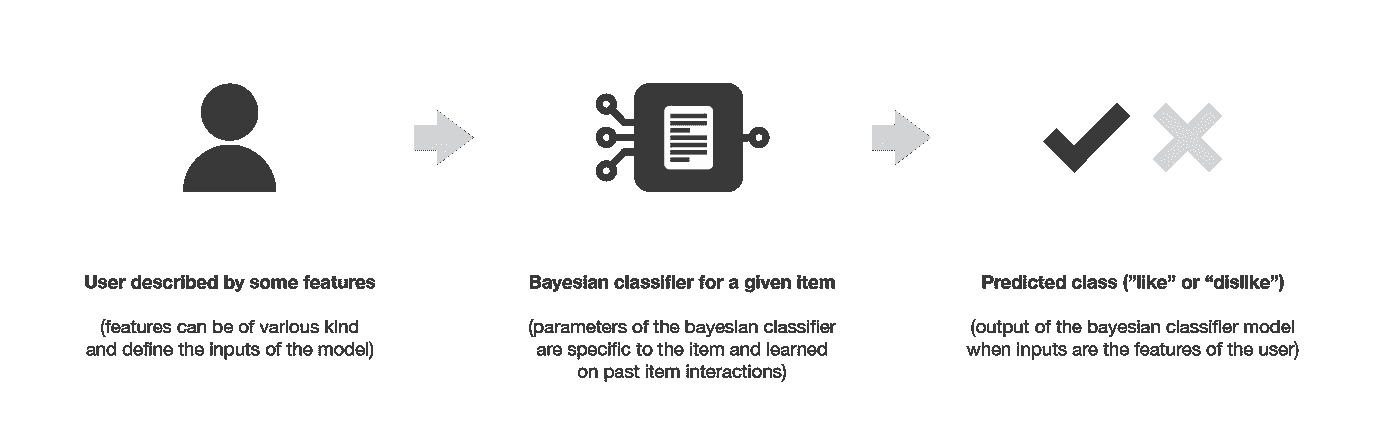 User described by some features
(features can be of various kind
and define the inputs of the model)
Bayesian classifier for a given item
(parameters of the bayesian classifier
are specific to the item and learned
on past item interactions)
Predicted class (”like” or “dislike”)
(output of the bayesian classifier model
when inputs are the features of the user)